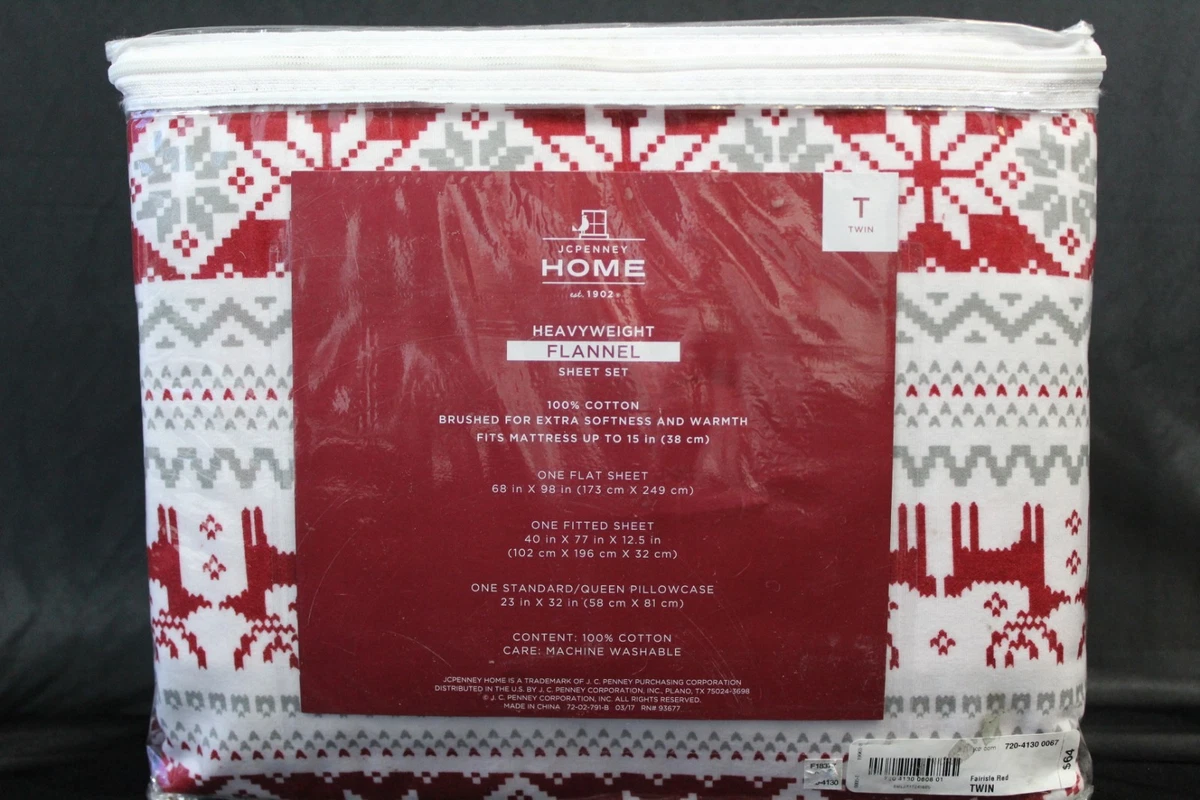 T
TWIN
JCPENNEY
HOME
est. 1902
HEAVYWEIGHT
FLANNEL
SHEET SET
100% COTTON
BRUSHED FOR EXTRA SOFTNESS AND WARMTH
FITS MATTRESS UP TO 15 in (38 cm)
ONE FLAT SHEET
68 in X 98 in (173 cm X 249 cm)
ONE FITTED SHEET
40 in X 77 in X 12.5 in
(102 cm X 196 cm X 32 cm)
ONE STANDARD/QUEEN PILLOWCASE
23 in X 32 in (58 cm X 81 cm)
CONTENT: 100% COTTON
CARE: MACHINE WASHABLE
JCPENNEY HOME IS A TRADEMARK OF J. C. PENNEY PURCHASING CORPORATION
DISTRIBUTED IN THE U.S. BY J. C. PENNEY CORPORATION, INC., PLANO, TX 75024-3698
© J. C. PENNEY CORPORATION, INC. ALL RIGHTS RESERVED.
MADE IN CHINA 72-02-791-B 03/17 RN# 93677
720-4130 0067
$64
Fairisle Red
TWIN